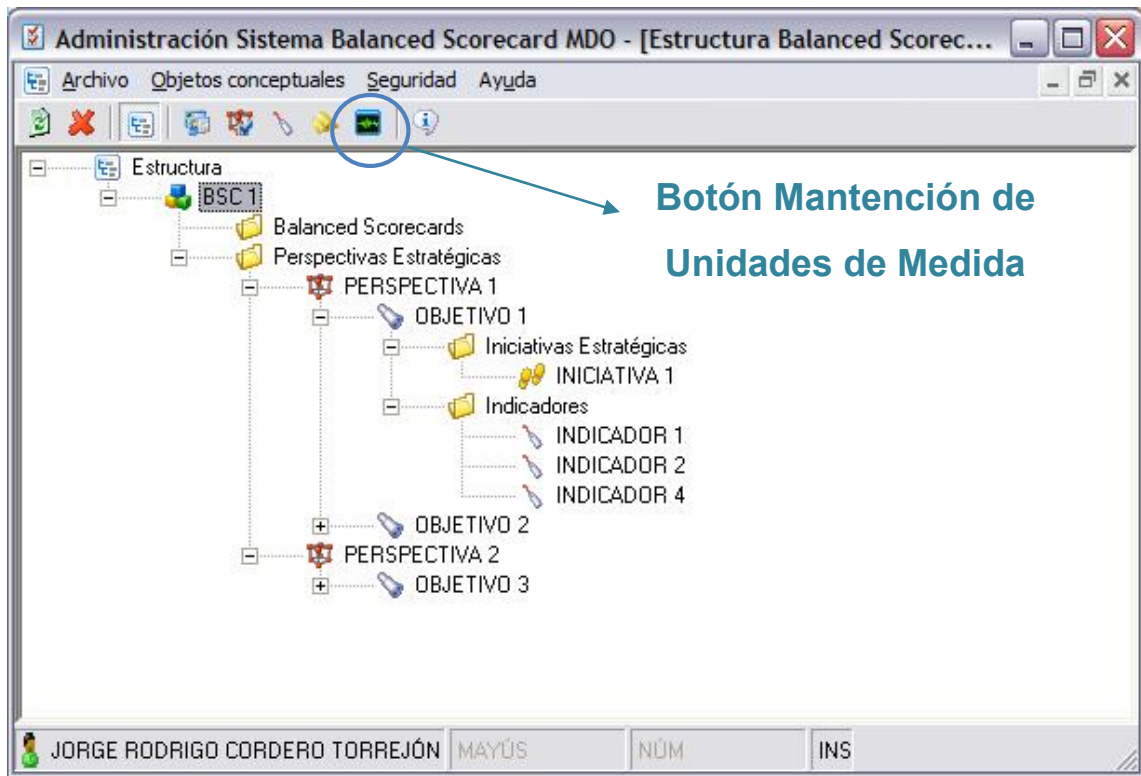 Administración Sistema Balanced Scorecard MDO - [Estructura Balanced Scorec...
Archivo Objetos conceptuales Seguridad Ayuda
Estructura
BSC 1
Balanced Scorecards
Perspectivas Estratégicas
PERSPECTIVA 1
OBJETIVO 1
Iniciativas Estratégicas
INICIATIVA 1
Indicadores
INDICADOR 1
INDICADOR 2
INDICADOR 4
OBJETIVO 2
PERSPECTIVA 2
OBJETIVO 3
Botón Mantención de
Unidades de Medida
JORGE RODRIGO CORDERO TORREJÓN MAYÚS NÚM INS